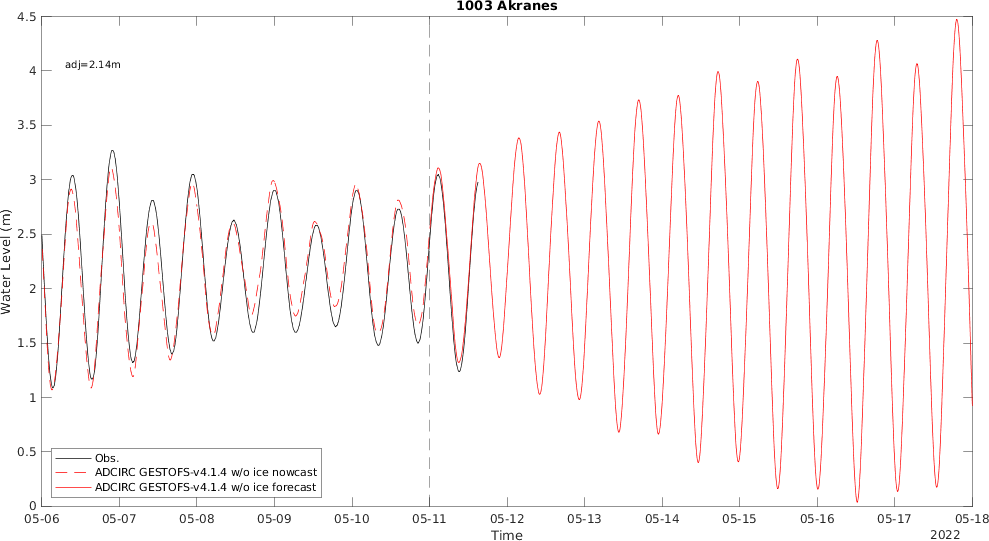 1003 Akranes
4.5
4
3.5
3
2.5
2
1.5
1
0.5
0
Water Level (m)
adj=2.14m
Obs.
ADCIRC GESTOFS-v4.1.4 w/o ice nowcast
ADCIRC GESTOFS-v4.1.4 w/o ice forecast
05-06 05-07 05-08 05-09 05-10 05-11 05-12 05-13 05-14 05-15 05-16 05-17 05-18
Time
2022